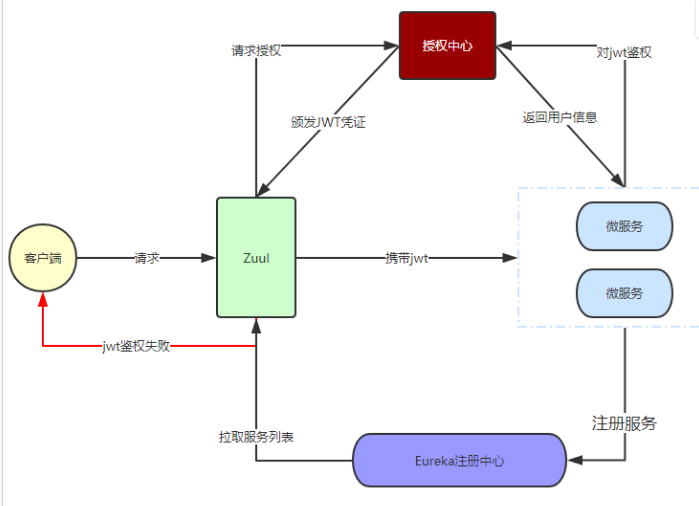 授权中心
请求授权
对jwt鉴权
颁发JWT凭证
返回用户信息
微服务
客户端
请求
Zuul
携带jwt
微服务
jwt鉴权失败
注册服务
拉取服务列表
Eureka注册中心